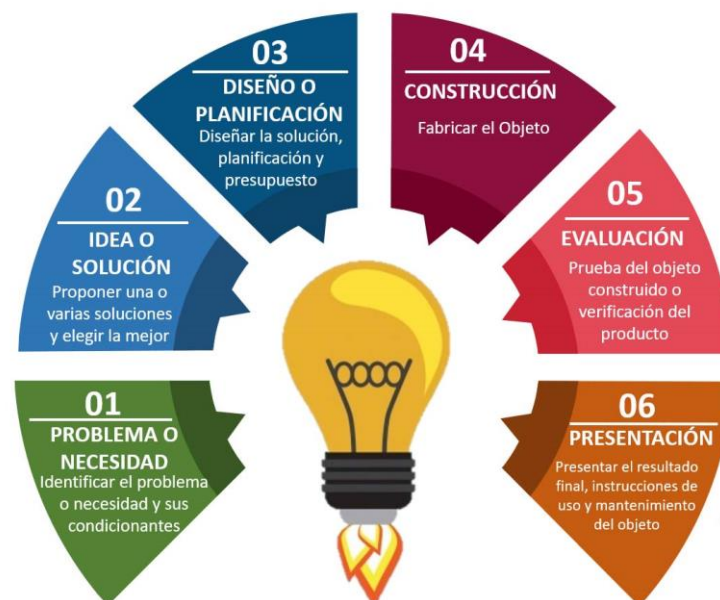 01
PROBLEMA O
NECESIDAD
Identificar el problema
o necesidad y sus
condicionantes
02
IDEA O
SOLUCIÓN
Proponer una o
varias soluciones
y elegir la mejor
03
DISEÑO O
PLANIFICACIÓN
Diseñar la solución,
planificación y
presupuesto
04
CONSTRUCCIÓN
Fabricar el Objeto
05
EVALUACIÓN
Prueba del objeto
construido o
verificación del
producto
06
PRESENTACIÓN
Presentar el resultado
final, instrucciones de
uso y mantenimiento
del objeto